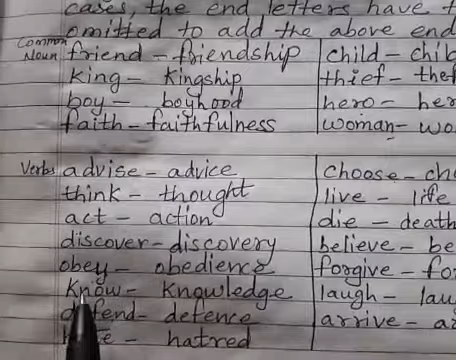 cases, the end letters have
omitted to add the above end
Common Noun friend – friendship child –
King – Kingship thief –
boy – boyhood hero –
faith – faithfulness woman –
Verbs advise – advice choose –
think – thought live – life
act – action die – death
discover – discovery believe –
obey – obedience forgive –
Know – Knowledge laugh –
defence arrive –
hatred